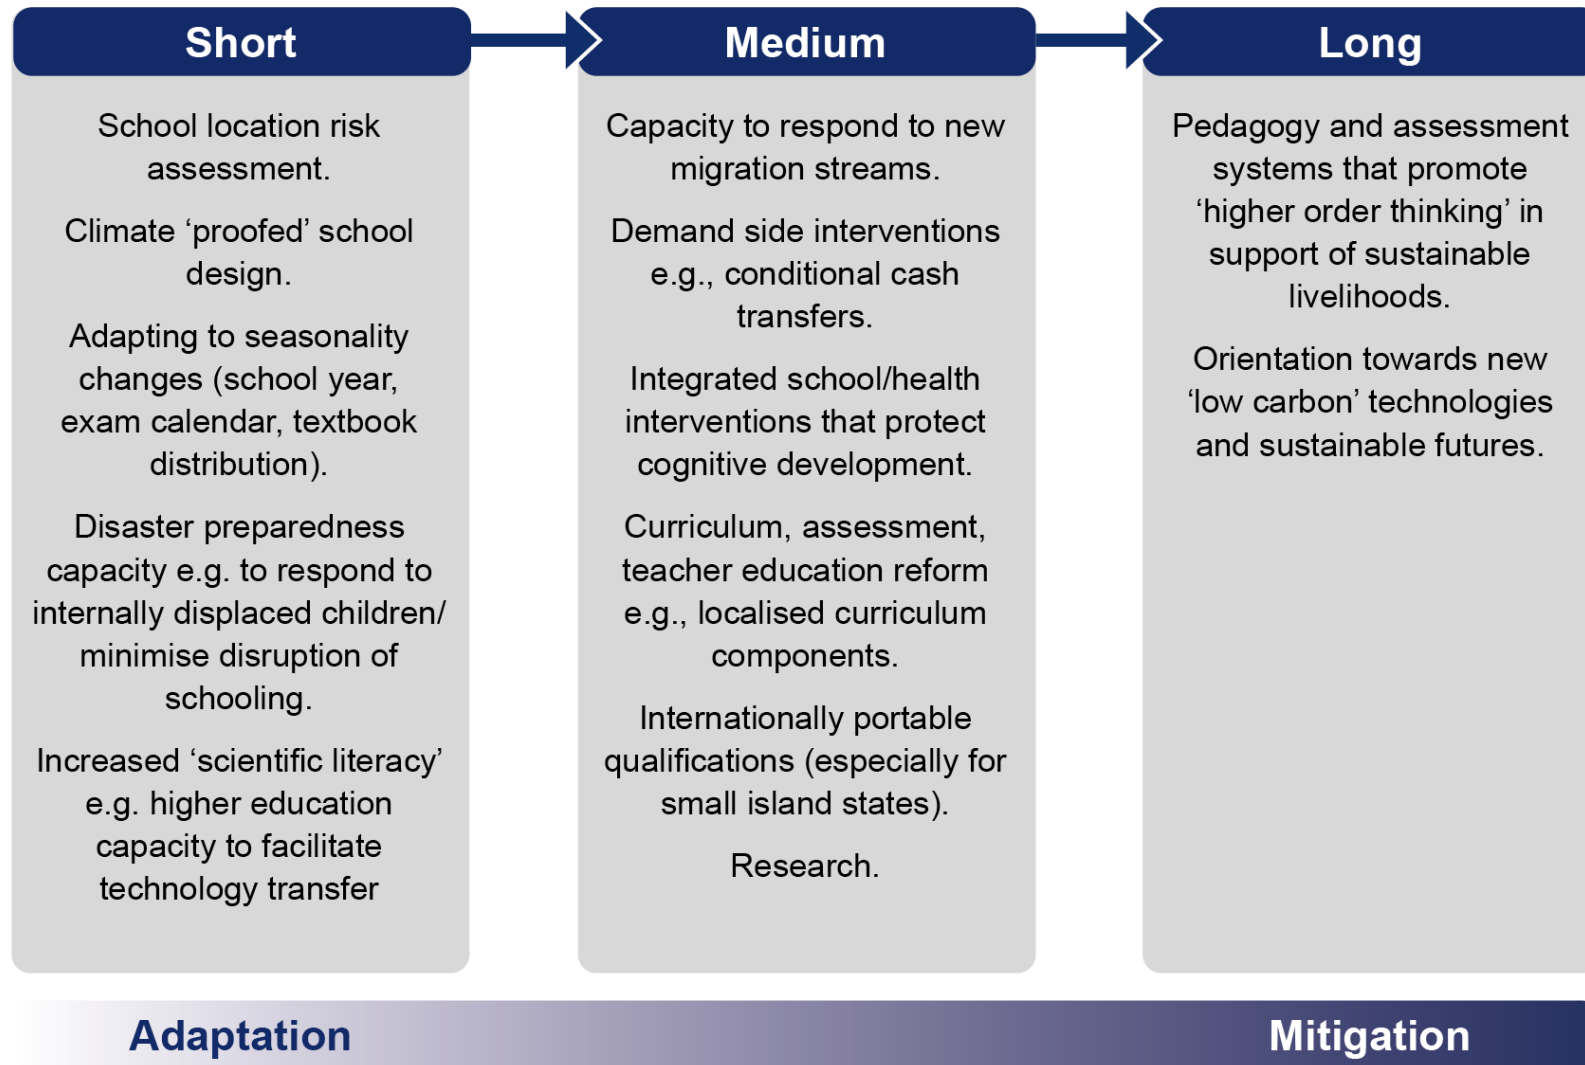 Short
School location risk
assessment.
Climate ‘proofed’ school
design.
Adapting to seasonality
changes (school year,
exam calendar, textbook
distribution).
Disaster preparedness
capacity e.g. to respond to
internally displaced children/
minimise disruption of
schooling.
Increased ‘scientific literacy’
e.g. higher education
capacity to facilitate
technology transfer
Medium
Capacity to respond to new
migration streams.
Demand side interventions
e.g., conditional cash
transfers.
Integrated school/health
interventions that protect
cognitive development.
Curriculum, assessment,
teacher education reform
e.g., localised curriculum
components.
Internationally portable
qualifications (especially for
small island states).
Research.
Long
Pedagogy and assessment
systems that promote
‘higher order thinking’ in
support of sustainable
livelihoods.
Orientation towards new
‘low carbon’ technologies
and sustainable futures.
Adaptation
Mitigation